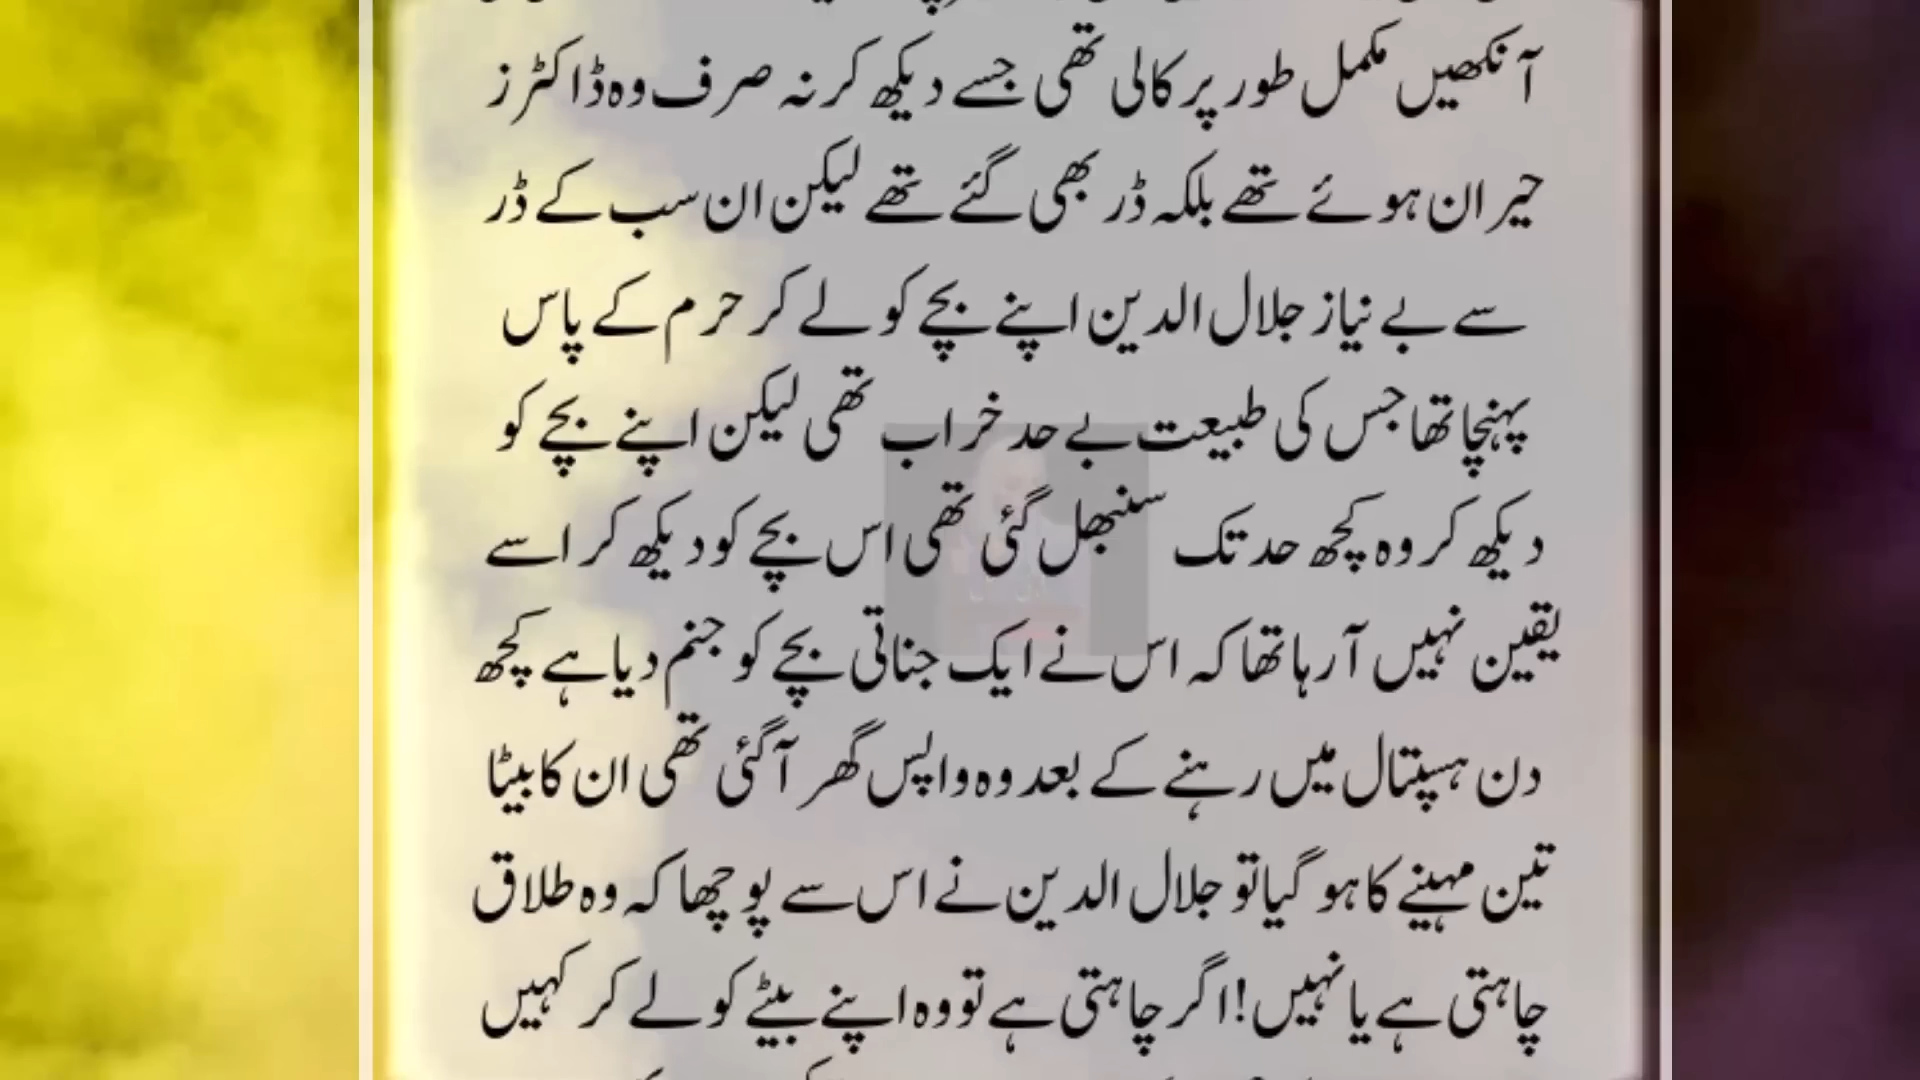 آنکھیں مکمل طور پر کالی تھی جسے دیکھ کر نہ صرف وہ ڈاکٹرز
حیران ہوئے تھے بلکہ ڈر بھی گئے تھے لیکن ان سب کے ڈر
سے بے نیاز جلال الدین اپنے بچے کو لے کر حرم کے پاس
پہنچا تھا جس کی طبیعت بے حد خراب تھی لیکن اپنے بچے کو
دیکھ کر وہ کچھ حد تک سنبھل گئی تھی اس بچے کو دیکھ کر اسے
یقین نہیں آ رہا تھا کہ اس نے ایک جناتی بچے کو جنم دیا ہے کچھ
دن ہسپتال میں رہنے کے بعد وہ واپس گھر آ گئی تھی ان کا بیٹا
تین مہینے کا ہو گیا تو جلال الدین نے اس سے پوچھا کہ وہ طلاق
چاہتی ہے یا نہیں! اگر چاہتی ہے تو وہ اپنے بیٹے کو لے کر کہیں